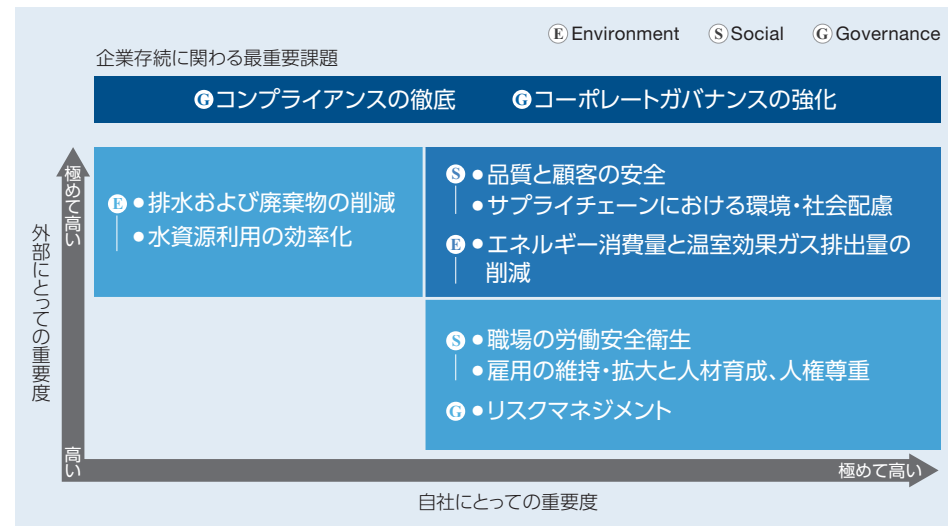 Ⓔ Environment Ⓢ Social Ⓖ Governance
企業存続に関わる最重要課題
Ⓖコンプライアンスの徹底 Ⓖコーポレートガバナンスの強化
外部にとっての重要度
極めて高い
高い
Ⓔ ●排水および廃棄物の削減
●水資源利用の効率化
Ⓢ ●品質と顧客の安全
●サプライチェーンにおける環境・社会配慮
Ⓔ ●エネルギー消費量と温室効果ガス排出量の
削減
Ⓢ ●職場の労働安全衛生
●雇用の維持・拡大と人材育成、人権尊重
Ⓖ ●リスクマネジメント
極めて高い
自社にとっての重要度